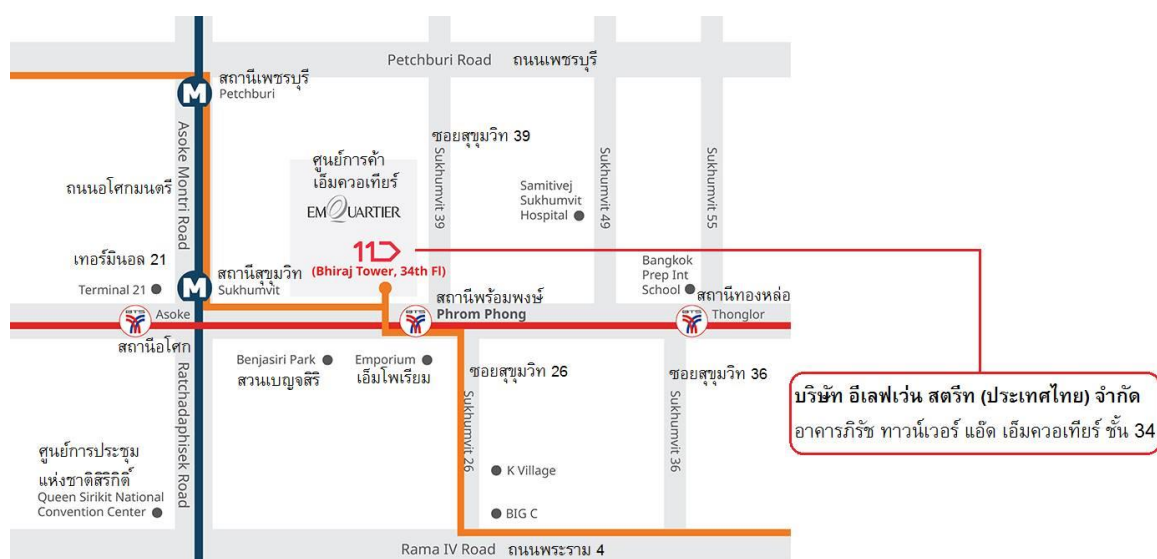 Petchburi Road ถนนเพชรบุรี
M
สถานีเพชรบุรี
Petchburi
Asoke Montri Road
ถนนอโศกมนตรี
ซอยสุขุมวิท 39
Sukhumvit 39
Sukhumvit 49
Sukhumvit 55
ศูนย์การค้า
เอ็มควอเทียร์
EMQUARTIER
11
(Bhiraj Tower, 34th Fl)
Samitivej
Sukhumvit
Hospital
เทอร์มินอล 21
Terminal 21
M
สถานีสุขุมวิท
Sukhumvit
Bangkok
Prep Int
School
BTS
Asoke
สถานีอโศก
สถานีพร้อมพงษ์
BTS
Phrom Phong
สถานีทองหล่อ
BTS
Thonglor
Benjasiri Park
สวนเบญจสิริ
Emporium
เอ็มโพเรียม
ซอยสุขุมวิท 26
Sukhumvit 26
ซอยสุขุมวิท 36
Sukhumvit 36
บริษัท อีเลฟเว่น สตรีท (ประเทศไทย) จำกัด
อาคารภิรัช ทาวน์เวอร์ แอ๊ด เอ็มควอเทียร์ ชั้น 34
Ratchadaphisek Road
ศูนย์การประชุม
แห่งชาติสิริกิติ์
Queen Sirikit National
Convention Center
K Village
BIG C
Rama IV Road ถนนพระราม 4